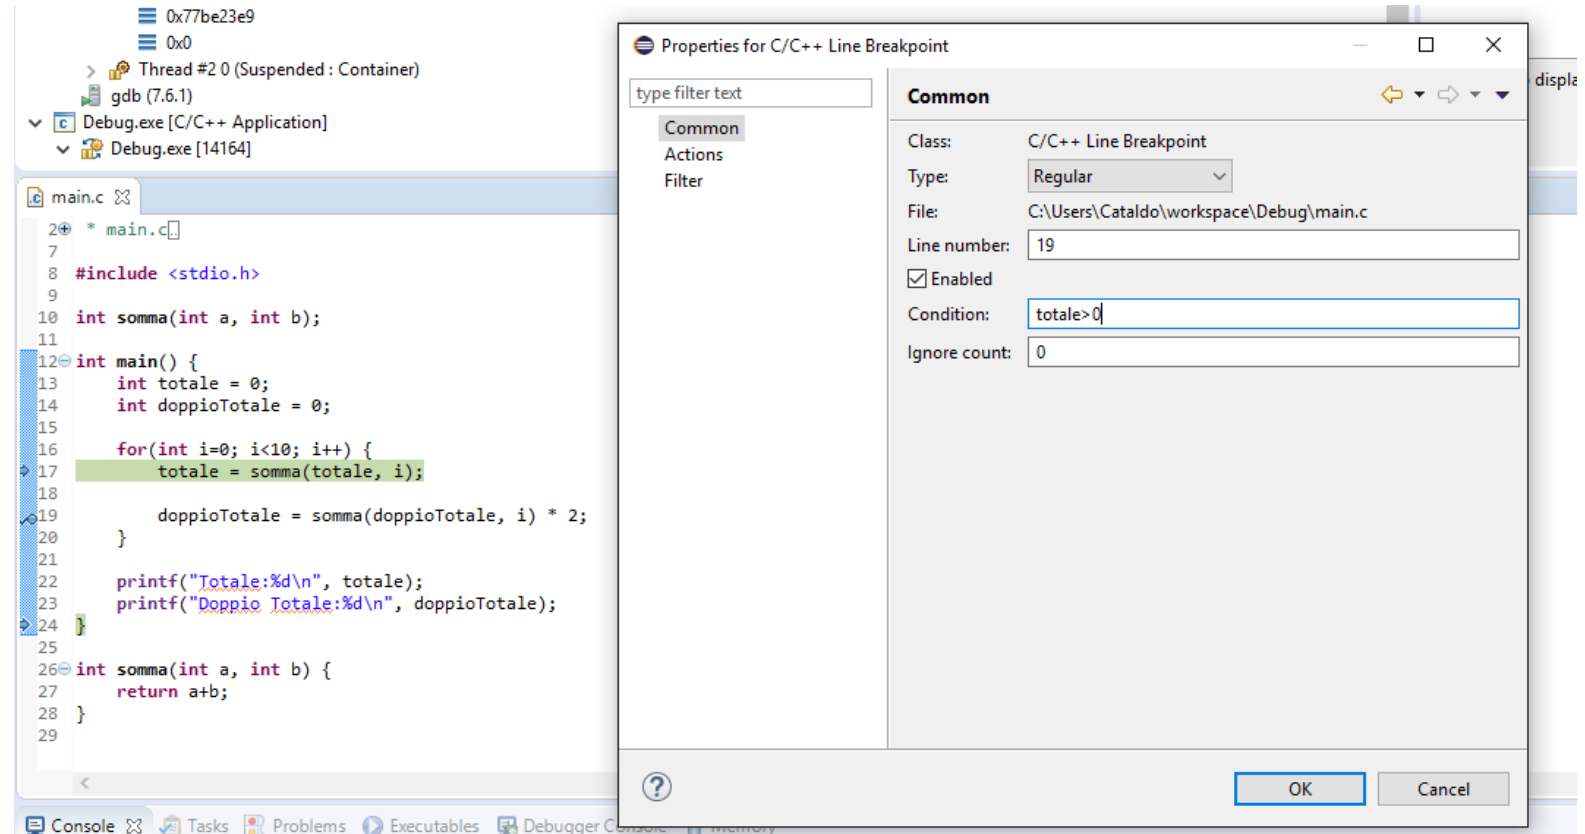 0x77be23e9
0x0
Thread #2 0 (Suspended : Container)
gdb (7.6.1)
Debug.exe [C/C++ Application]
Debug.exe [14164]
main.c
2 * main.c
7
8 #include <stdio.h>
9
10 int somma(int a, int b);
11
12 int main() {
13 int totale = 0;
14 int doppioTotale = 0;
15
16 for(int i=0; i<10; i++) {
17 totale = somma(totale, i);
18
19 doppioTotale = somma(doppioTotale, i) * 2;
20 }
21
22 printf("Totale:%d\n", totale);
23 printf("Doppio Totale:%d\n", doppioTotale);
24 }
25
26 int somma(int a, int b) {
27 return a+b;
28 }
29
Console Tasks Problems Executables Debugger Console Memory
Properties for C/C++ Line Breakpoint
type filter text
Common
Actions
Filter
Common
Class: C/C++ Line Breakpoint
Type: Regular
File: C:\Users\Cataldo\workspace\Debug\main.c
Line number: 19
Enabled
Condition: totale>0
Ignore count: 0
OK Cancel